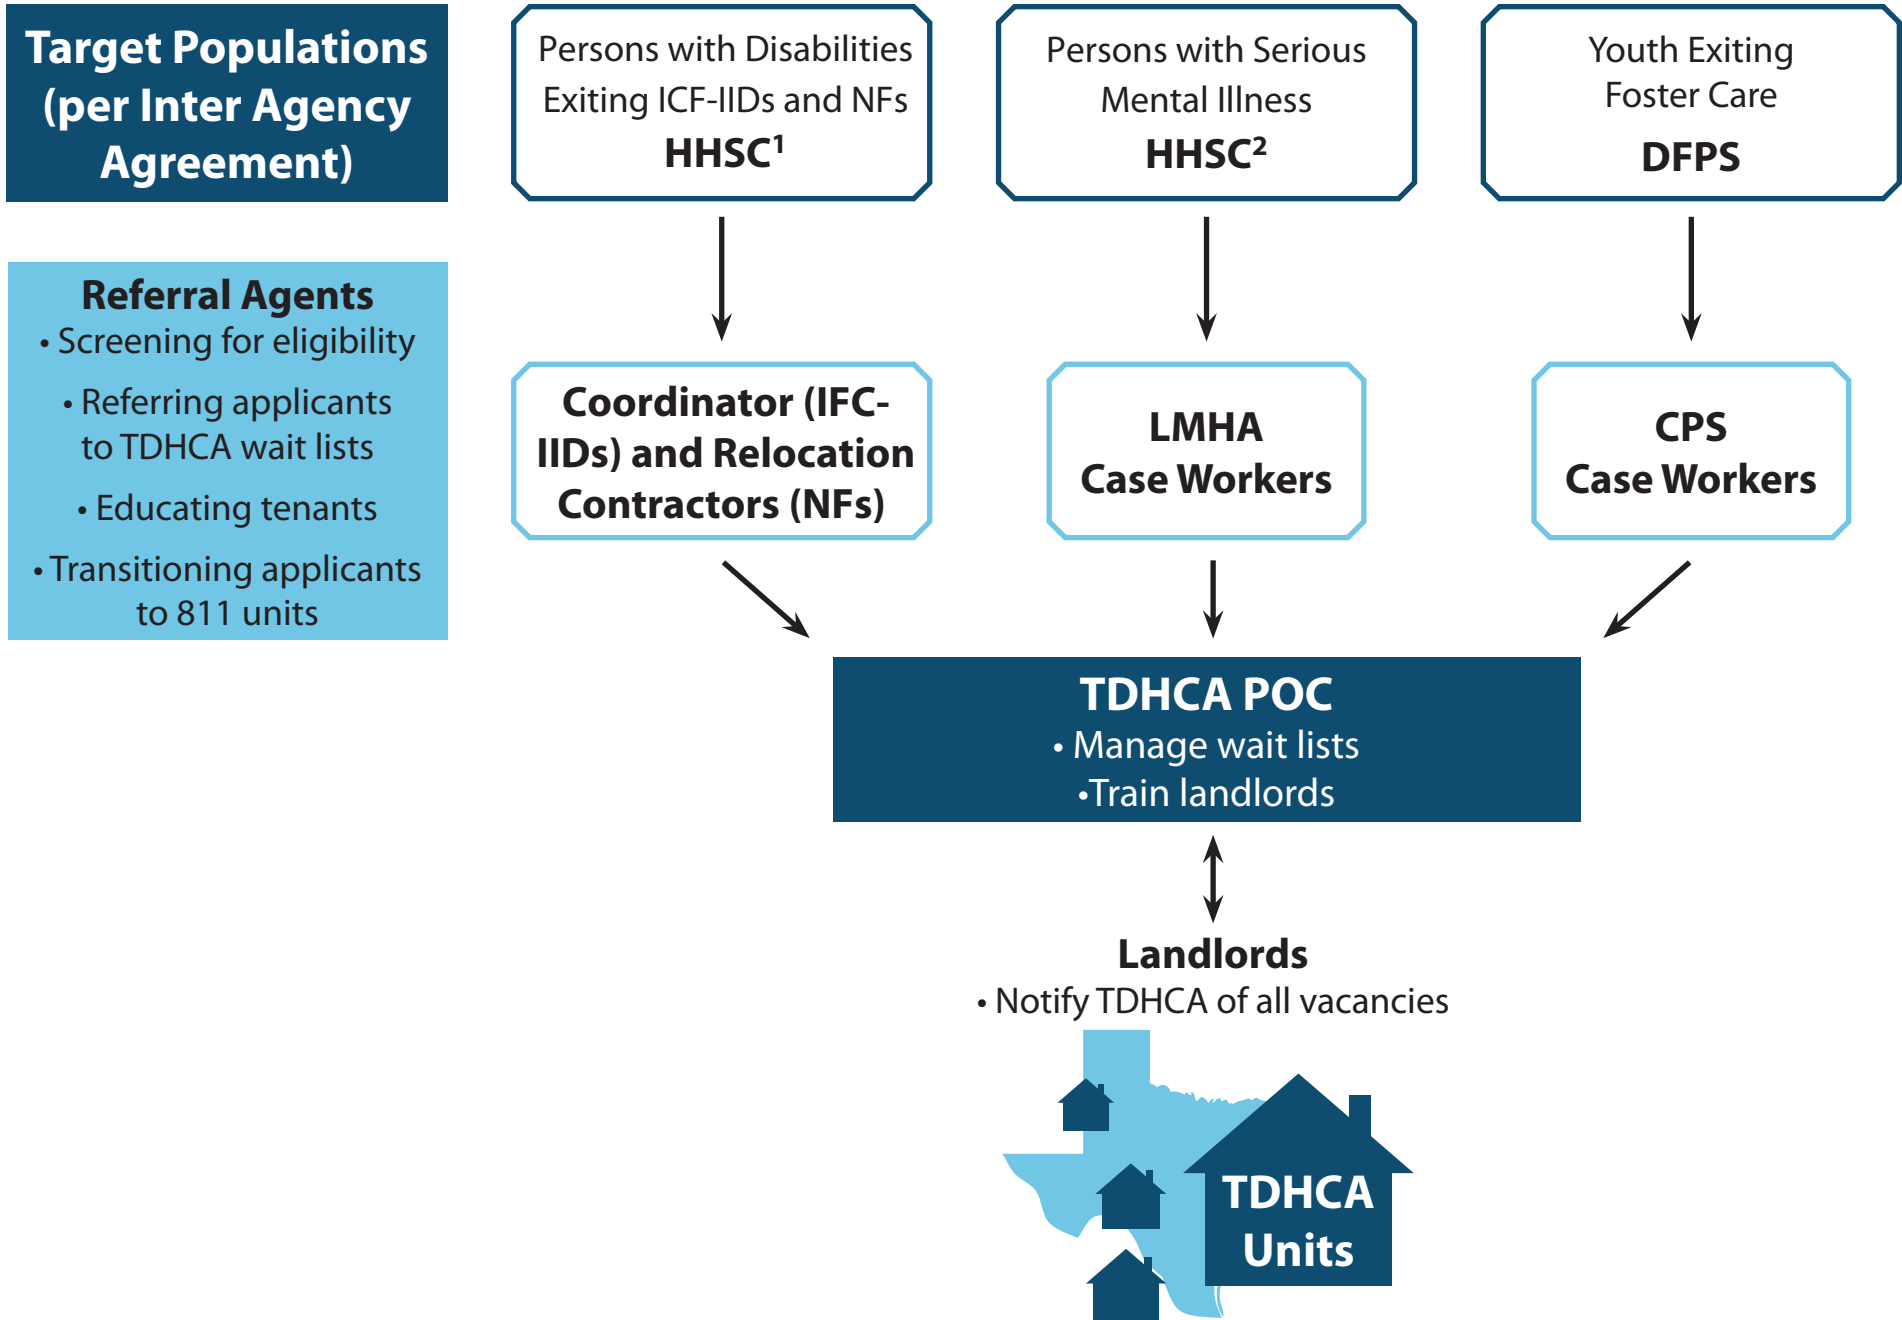 Target Populations
(per Inter Agency
Agreement)
Persons with Disabilities
Exiting ICF-IIDs and NFs
HHSC¹
Persons with Serious
Mental Illness
HHSC²
Youth Exiting
Foster Care
DFPS
Referral Agents
• Screening for eligibility
• Referring applicants
to TDHCA wait lists
• Educating tenants
• Transitioning applicants
to 811 units
Coordinator (IFC-
IIDs) and Relocation
Contractors (NFs)
LMHA
Case Workers
CPS
Case Workers
TDHCA POC
• Manage wait lists
•Train landlords
Landlords
• Notify TDHCA of all vacancies
TDHCA
Units